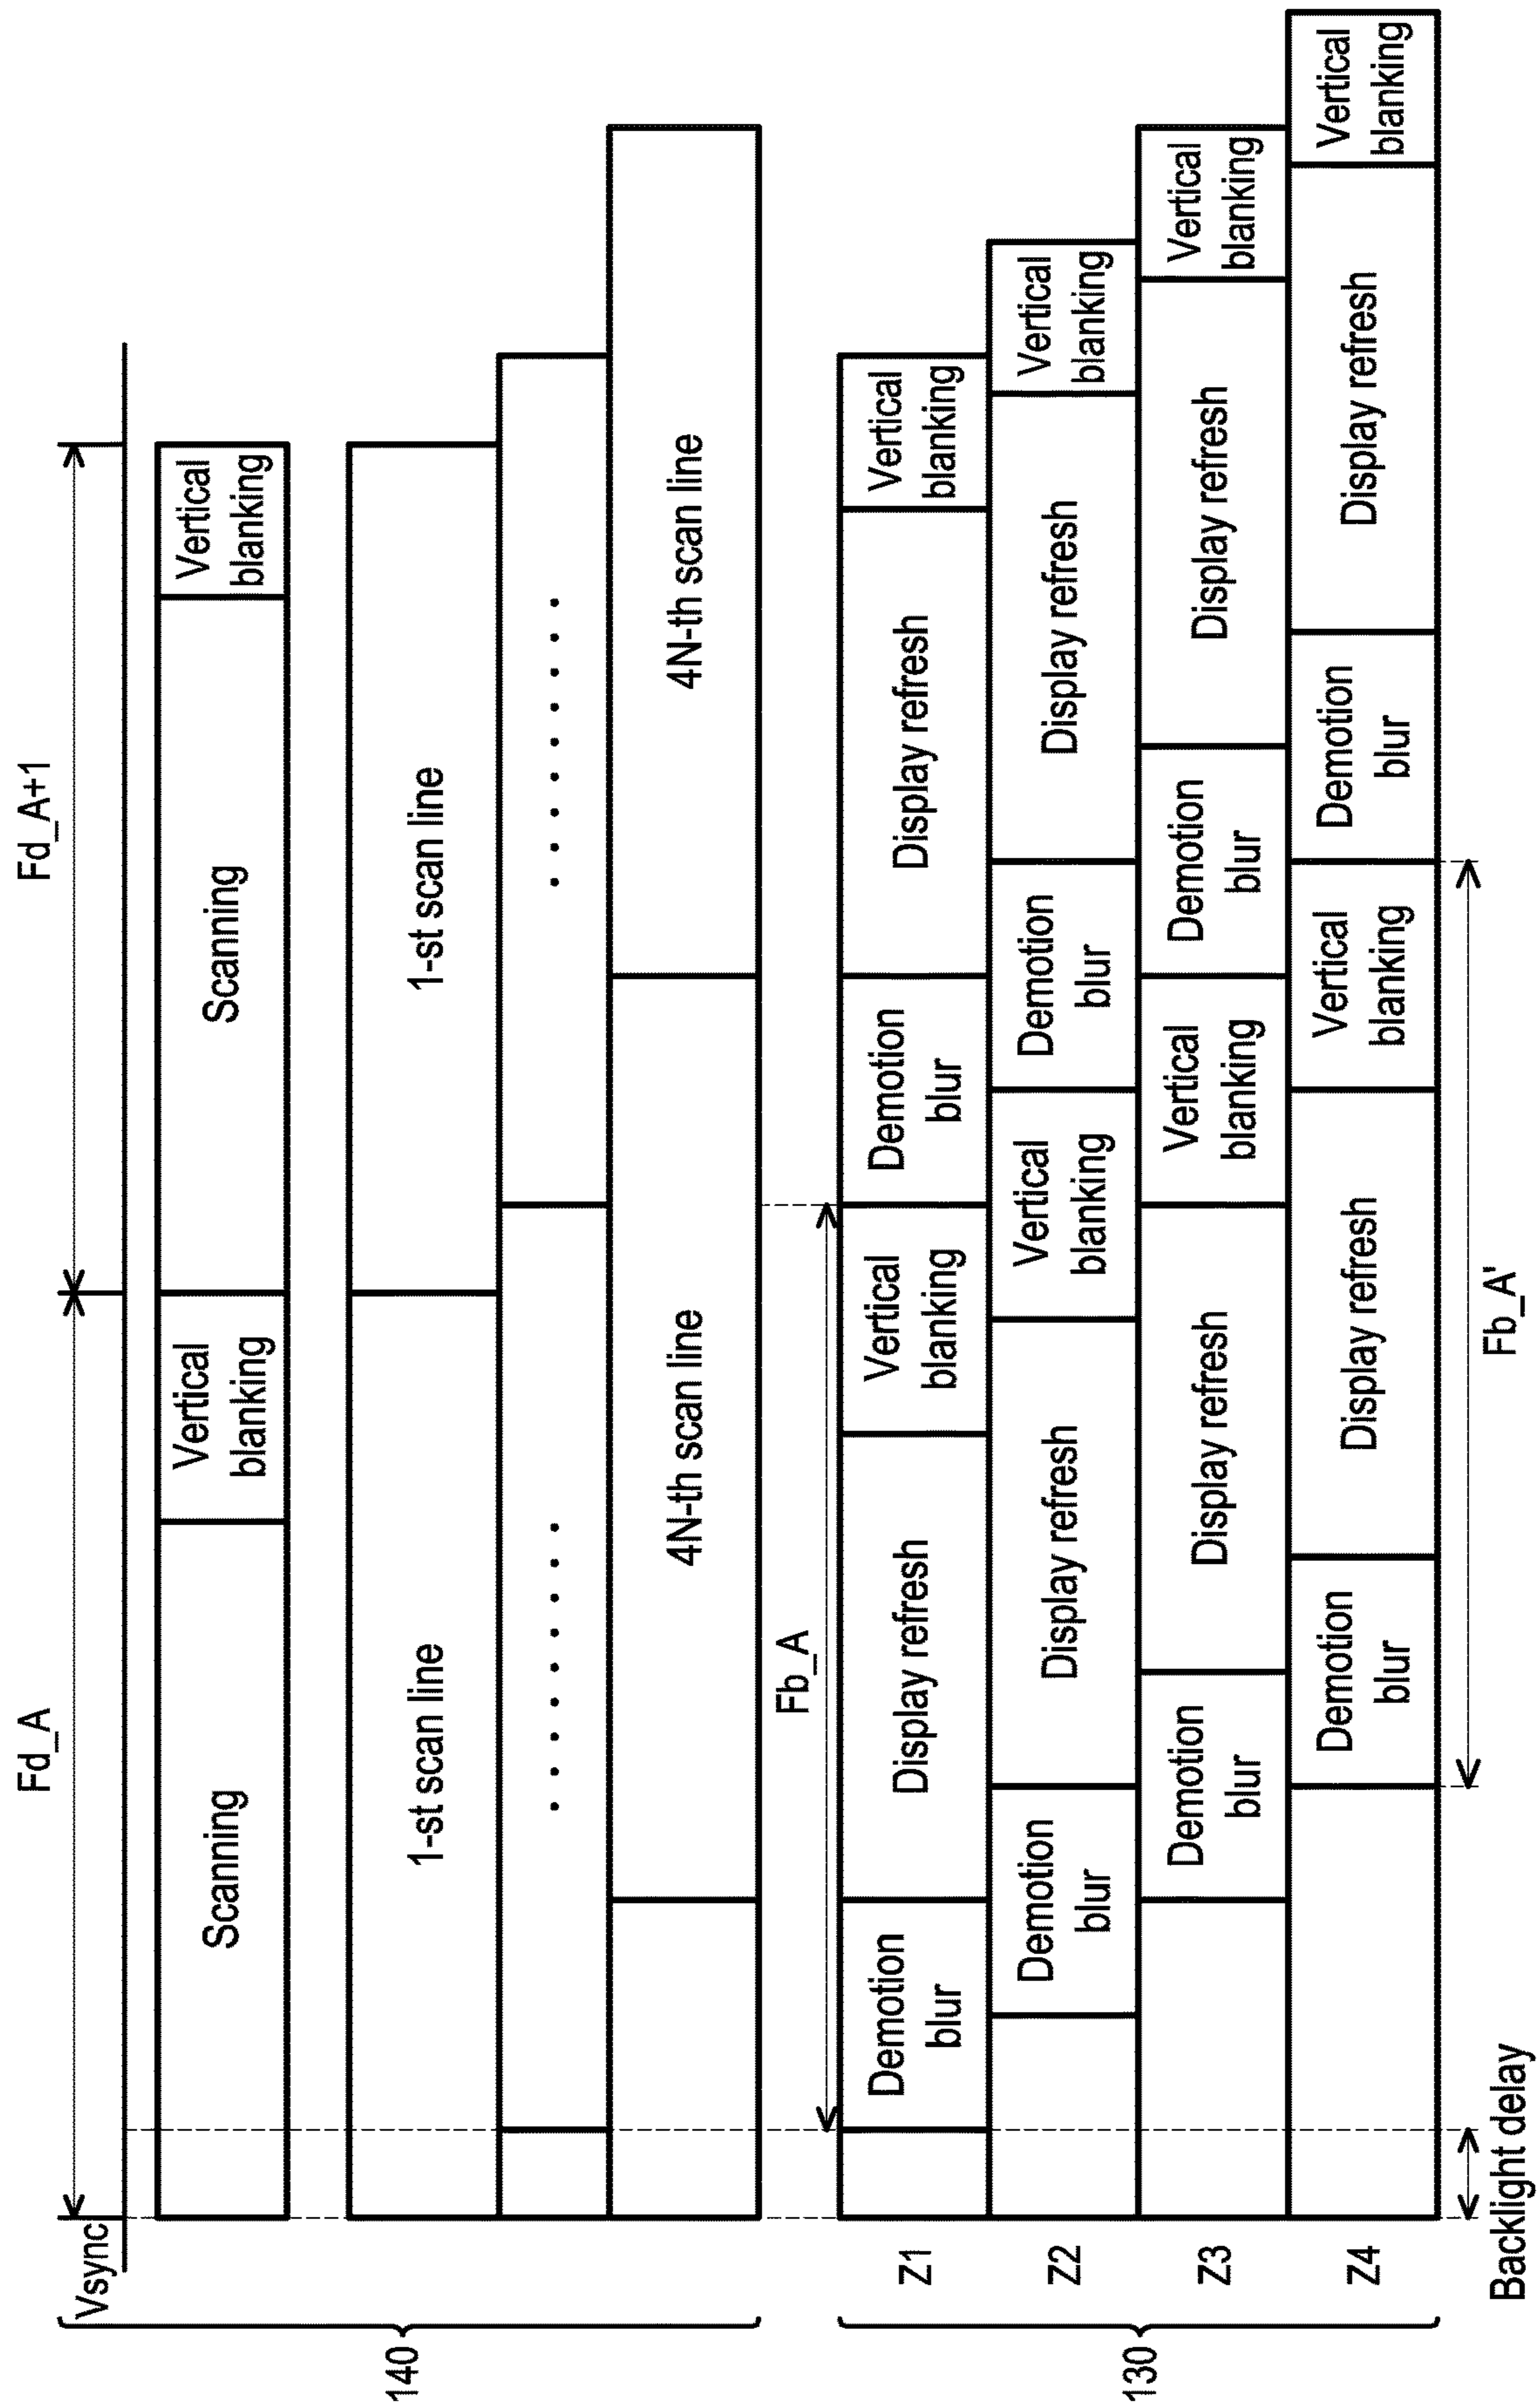 Fd_A
Fd_A+1
Vsync
Scanning
Vertical
blanking
Scanning
Vertical
blanking
1-st scan line
1-st scan line
. . . . . . . . .
. . . . . . . . .
4N-th scan line
4N-th scan line
140
Fb_A
Z1
Demotion
blur
Display refresh
Vertical
blanking
Demotion
blur
Display refresh
Vertical
blanking
Z2
Demotion
blur
Display refresh
Vertical
blanking
Demotion
blur
Display refresh
Vertical
blanking
Z3
Demotion
blur
Display refresh
Vertical
blanking
Demotion
blur
Display refresh
Vertical
blanking
Z4
Demotion
blur
Display refresh
Vertical
blanking
Demotion
blur
Display refresh
Vertical
blanking
130
Fb_A'
Backlight delay